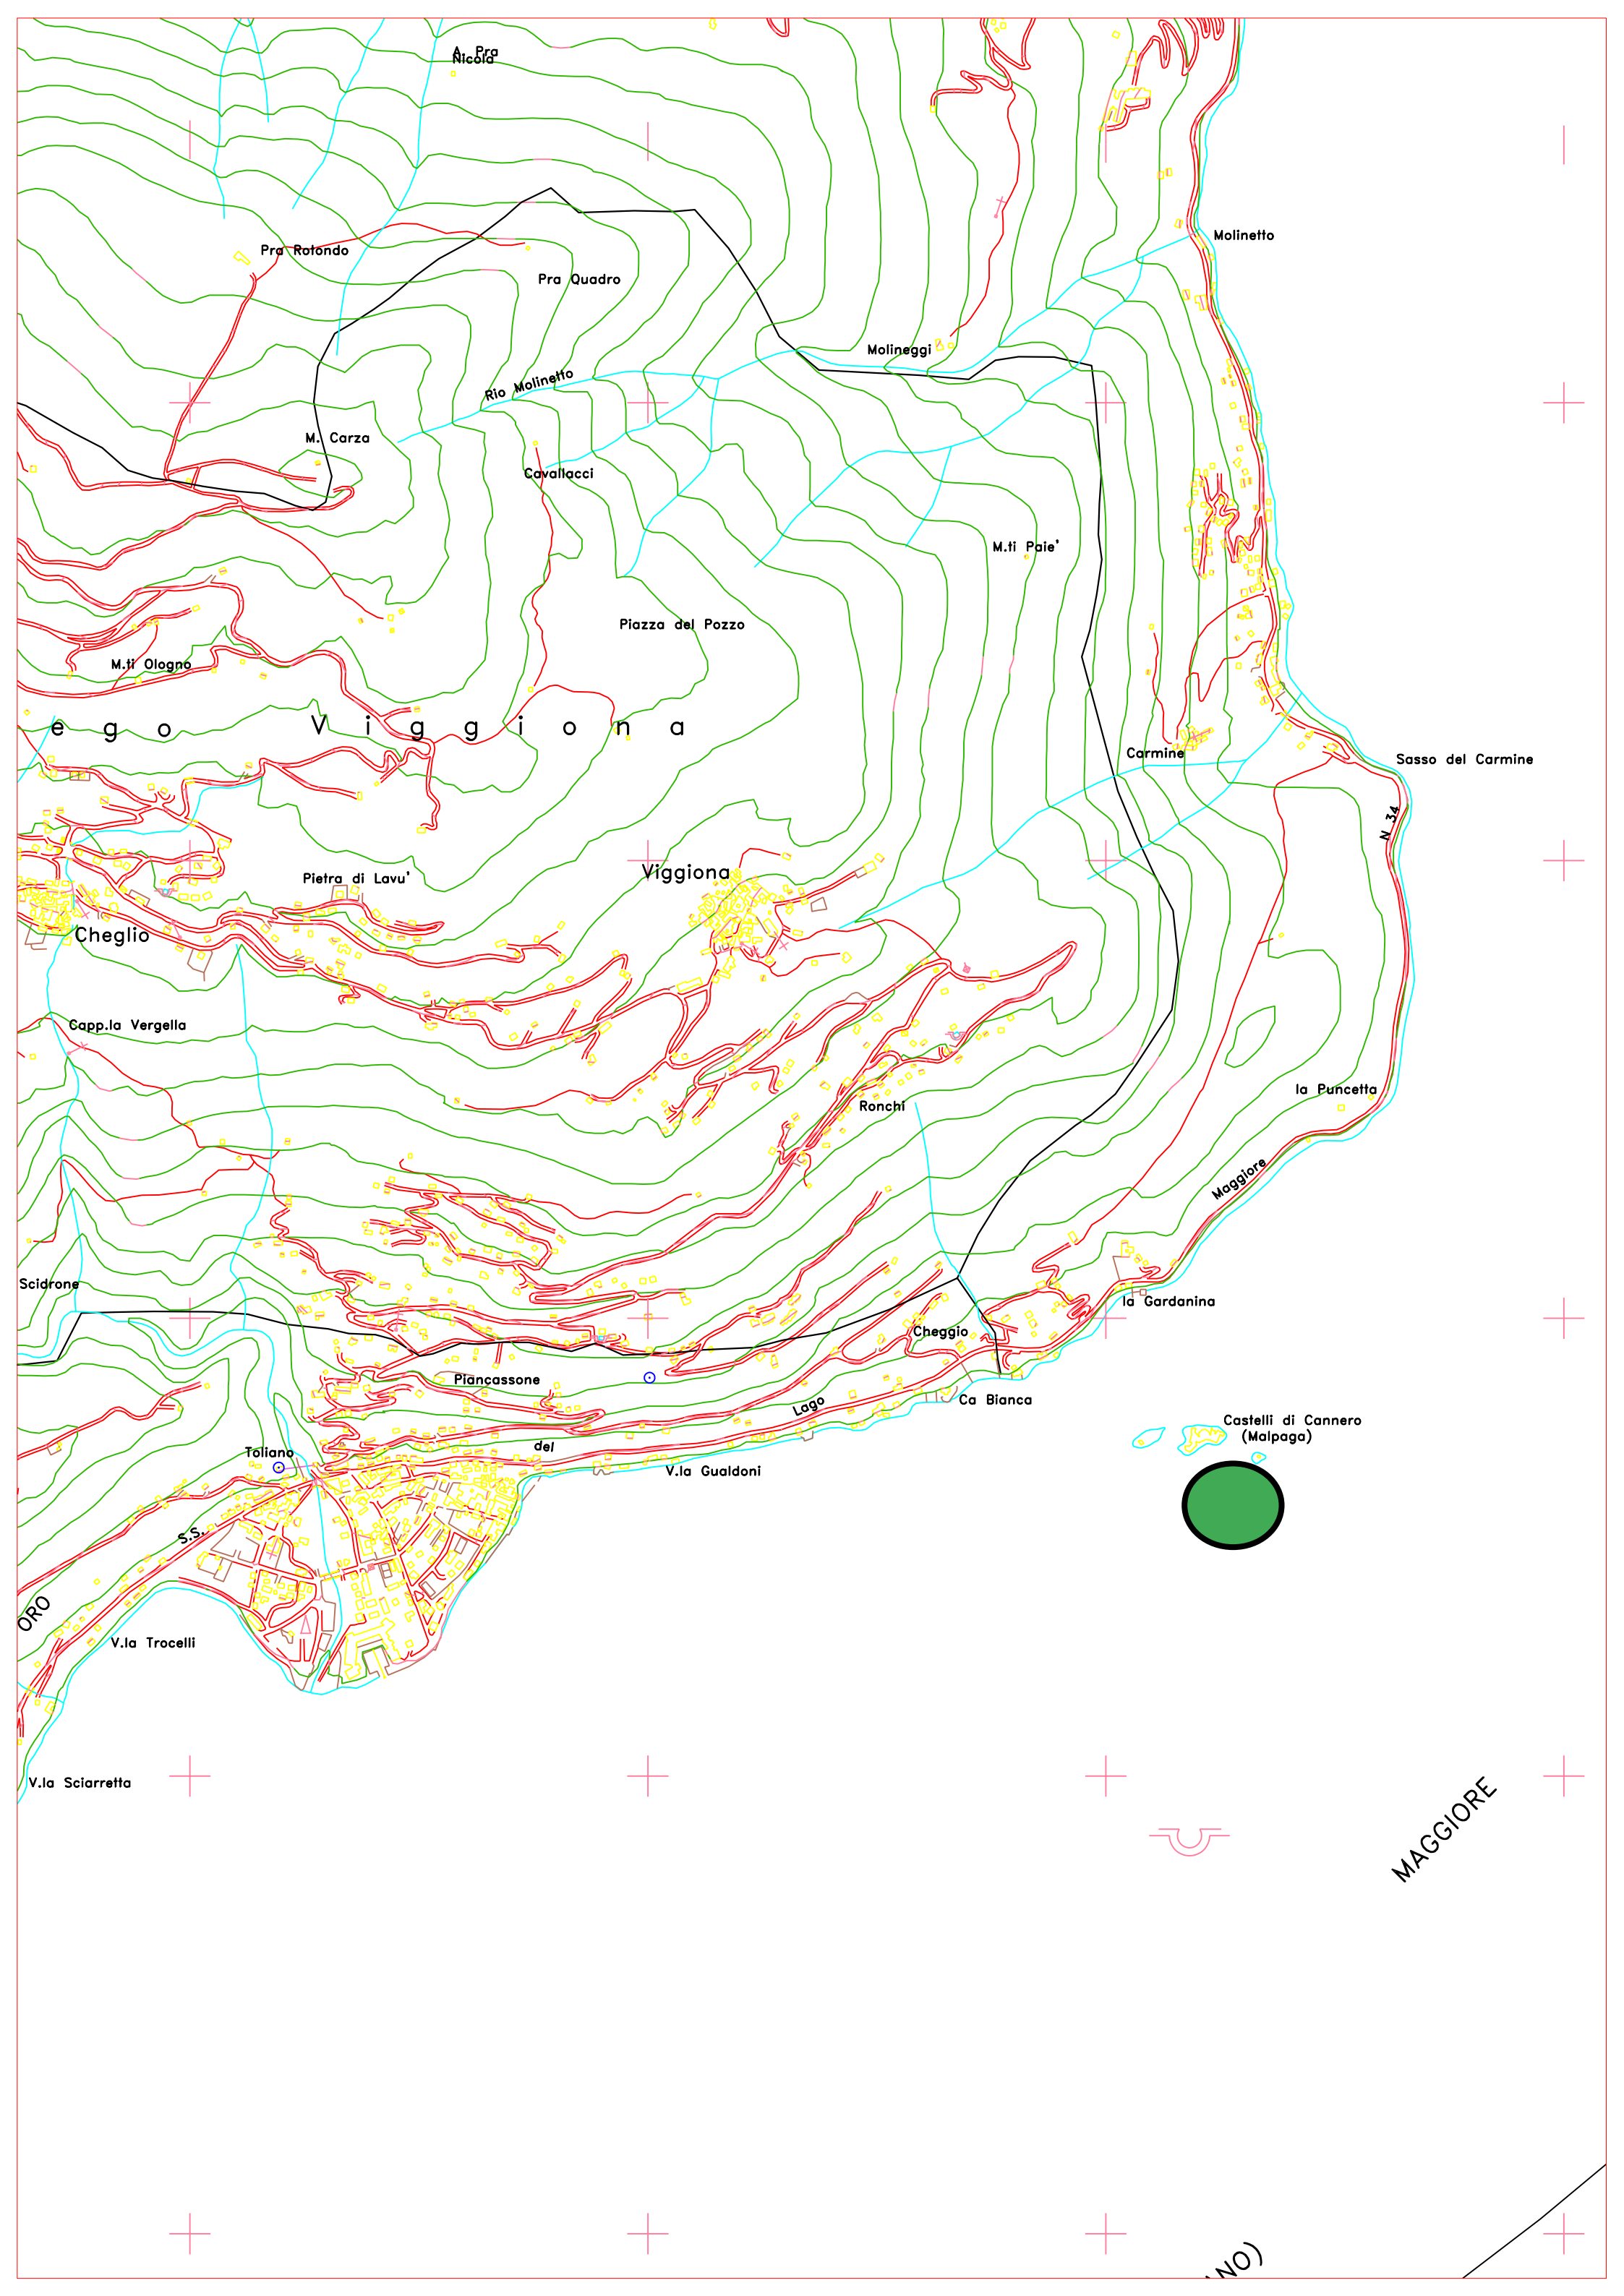 A. Pra
Nicola
Molinetto
Pra Rotondo
Pra Quadro
Molineggi
Rio Molinetto
M. Carza
Cavallacci
M.ti Paie'
Piazza del Pozzo
M.ti Ologno
ego Viggiona
Carmine
Sasso del Carmine
N 34
Viggiona
Pietra di Lavu'
Cheglio
Capp.la Vergella
la Puncetta
Ronchi
Maggiore
Scidrone
la Gardanina
Cheggio
Piancassone
Ca Bianca
Lago
Castelli di Cannero
(Malpaga)
del
Toliano
V.la Gualdoni
S.S.
ORO
V.la Trocelli
V.la Sciarretta
MAGGIORE
ANO)